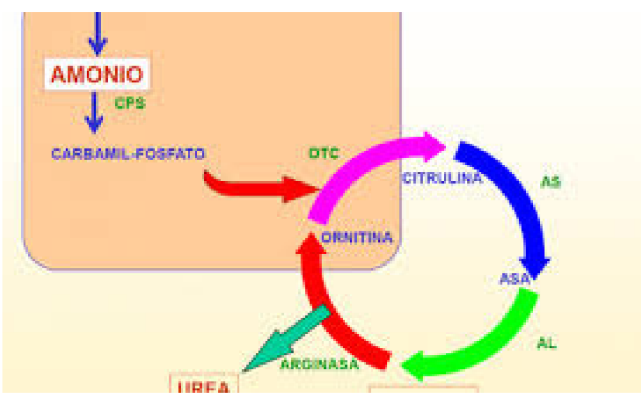 AMONIO
CPS
CARBAMIL-FOSFATO
OTC
CITRULINA
AS
ORNITINA
ASA
AL
ARGINASA
UREA